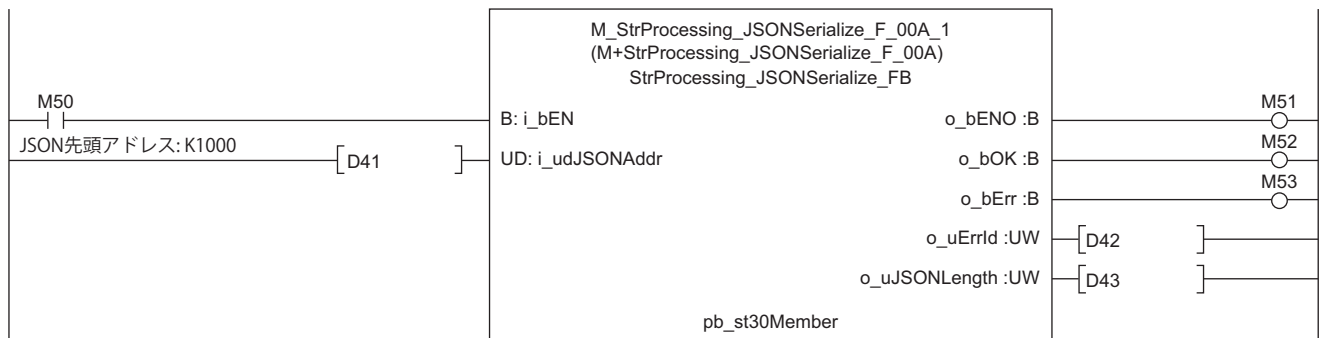 M_StrProcessing_JSONSerialize_F_00A_1
(M+StrProcessing_JSONSerialize_F_00A)
StrProcessing_JSONSerialize_FB
M50
B: i_bEN
o_bENO :B
M51
JSON先頭アドレス: K1000
D41
UD: i_udJSONAddr
o_bOK :B
M52
o_bErr :B
M53
o_uErrId :UW
D42
o_uJSONLength :UW
D43
pb_st30Member